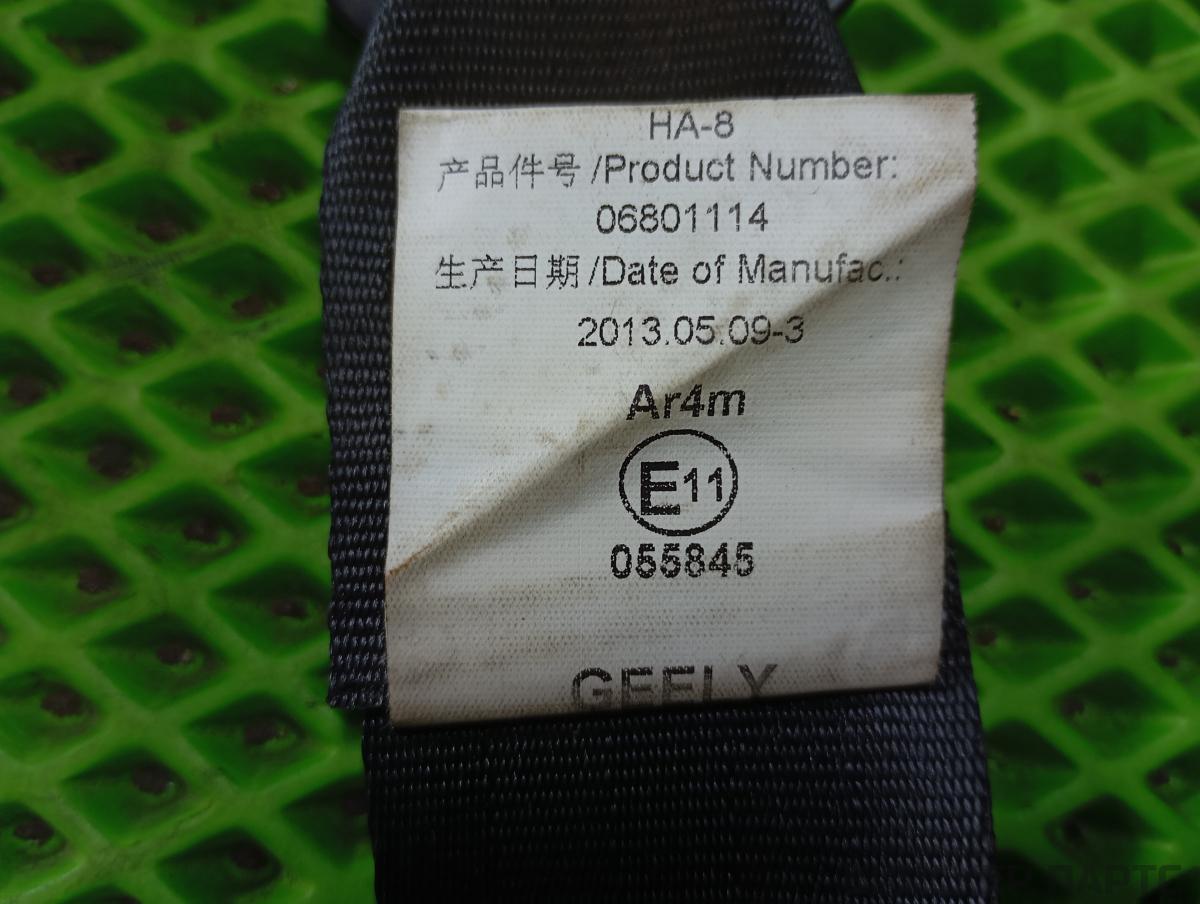 HA-8
产品件号/Product Number:
06801114
生产日期/Date of Manufac.:
2013.05.09-3
Ar4m
E11
055845
GEELY